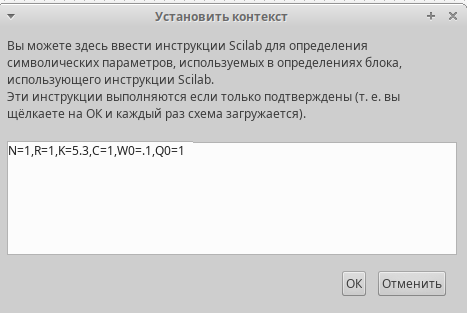 Установить контекст
Вы можете здесь ввести инструкции Scilab для определения
символических параметров, используемых в определениях блока,
использующего инструкции Scilab.
Эти инструкции выполняются если только подтверждены (т. е. вы
щёлкаете на ОК и каждый раз схема загружается).
N=1,R=1,K=5.3,C=1,W0=.1,Q0=1
ОК Отменить